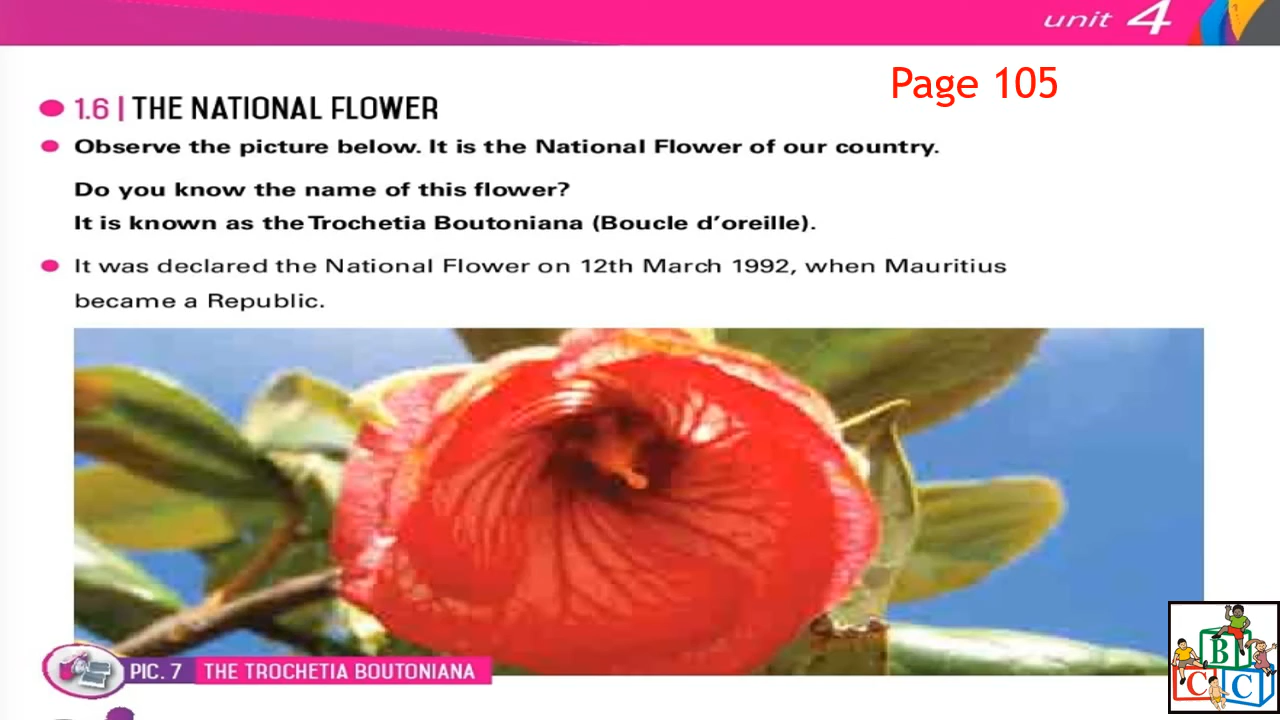 unit 4
Page 105
1.6 | THE NATIONAL FLOWER
Observe the picture below. It is the National Flower of our country.
Do you know the name of this flower?
It is known as the Trochetia Boutoniana (Boucle d'oreille).
It was declared the National Flower on 12th March 1992, when Mauritius
became a Republic.
PIC. 7 THE TROCHETIA BOUTONIANA
B
C C